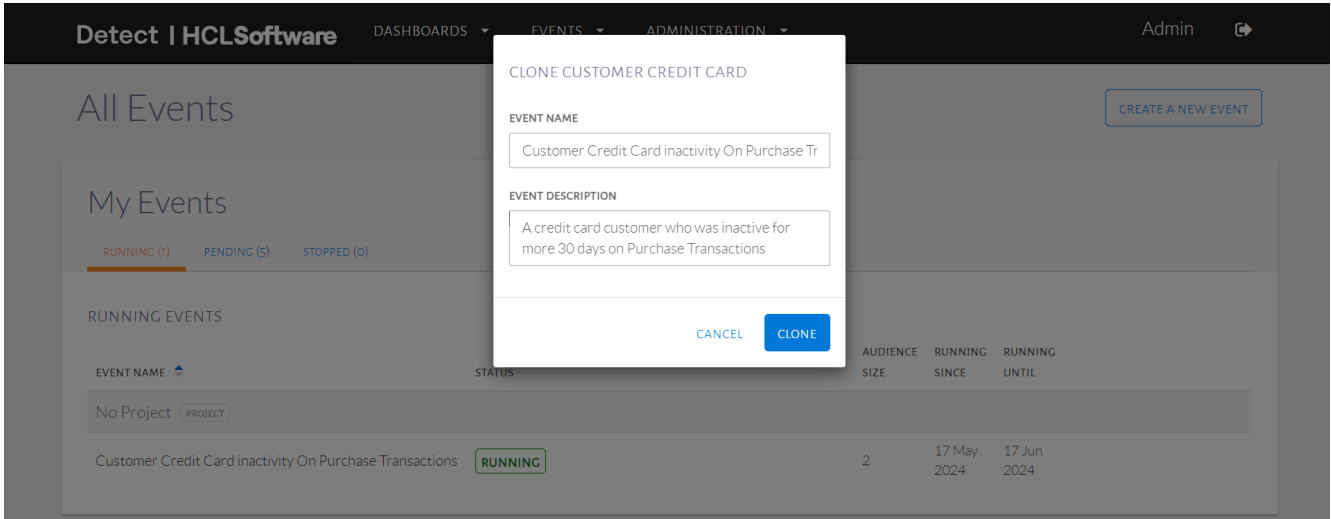 Detect | HCLSoftware
DASHBOARDS
EVENTS
ADMINISTRATION
Admin
All Events
CREATE A NEW EVENT
CLONE CUSTOMER CREDIT CARD
EVENT NAME
Customer Credit Card inactivity On Purchase Tr
EVENT DESCRIPTION
A credit card customer who was inactive for
more 30 days on Purchase Transactions
CANCEL
CLONE
My Events
RUNNING (1)
PENDING (5)
STOPPED (0)
RUNNING EVENTS
EVENT NAME
STATUS
AUDIENCE
SIZE
RUNNING
SINCE
RUNNING
UNTIL
No Project
PROJECT
Customer Credit Card inactivity On Purchase Transactions
RUNNING
2
17 May
2024
17 Jun
2024